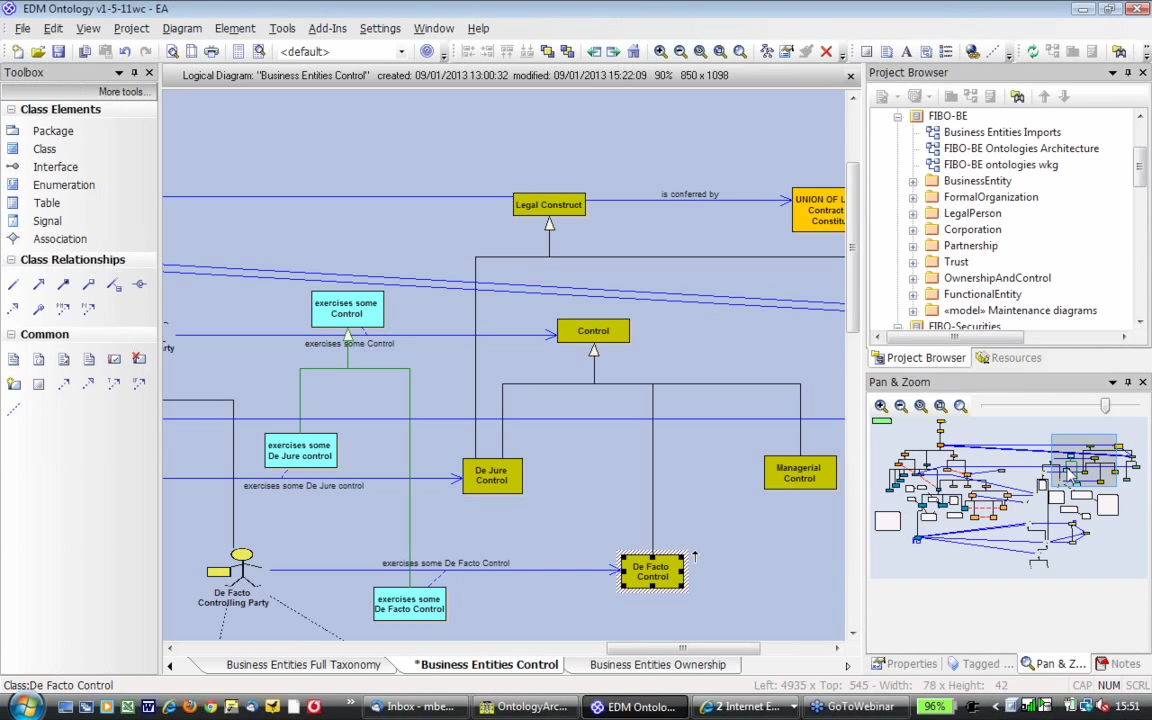 EDM Ontology v1-5-11wc - EA
File Edit View Project Diagram Element Tools Add-Ins Settings Window Help
<default>
Toolbox
More tools...
Class Elements
Package
Class
Interface
Enumeration
Table
Signal
Association
Class Relationships
Common
Logical Diagram: "Business Entities Control" created: 09/01/2013 13:00:32 modified: 09/01/2013 15:22:09 90% 850 x 1098
Legal Construct
is conferred by
UNION OF L
Contract
Constitu
exercises some
Control
exercises some Control
Control
ty
exercises some
De Jure control
exercises some De Jure control
De Jure
Control
Managerial
Control
De Facto
Controlling Party
exercises some De Facto Control
exercises some
De Facto Control
De Facto
Control
Business Entities Full Taxonomy
*Business Entities Control
Business Entities Ownership
Project Browser
FIBO-BE
Business Entities Imports
FIBO-BE Ontologies Architecture
FIBO-BE ontologies wkg
BusinessEntity
FormalOrganization
LegalPerson
Corporation
Partnership
Trust
OwnershipAndControl
FunctionalEntity
«model» Maintenance diagrams
FIBO-Securities
Project Browser
Resources
Pan & Zoom
Properties
Tagged ...
Pan & Z...
Notes
Class:De Facto Control
Left: 4935 x Top: 545 - Width: 78 x Height: 42
CAP NUM SCRL
Inbox - mbe...
OntologyArc...
EDM Ontolo...
2 Internet E...
GoToWebinar
96%
15:51